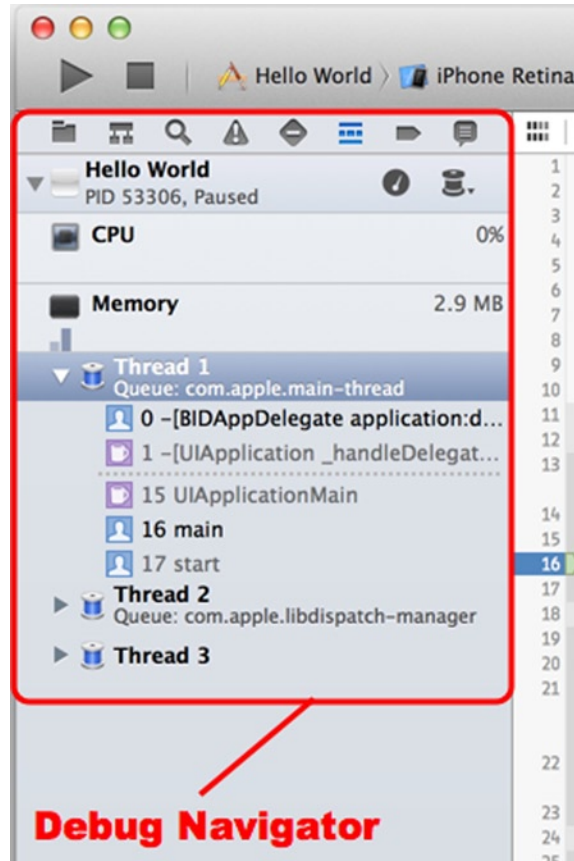 Hello World 〉 iPhone Retina
Hello World
PID 53306, Paused
CPU 0%
Memory 2.9 MB
Thread 1
Queue: com.apple.main-thread
0 -[BIDAppDelegate application:d...
1 -[UIApplication _handleDelegat...
15 UIApplicationMain
16 main
17 start
Thread 2
Queue: com.apple.libdispatch-manager
Thread 3
Debug Navigator
1
2
3
4
5
6
7
8
9
10
11
12
13
14
15
16
17
18
19
20
21
22
23
24
25